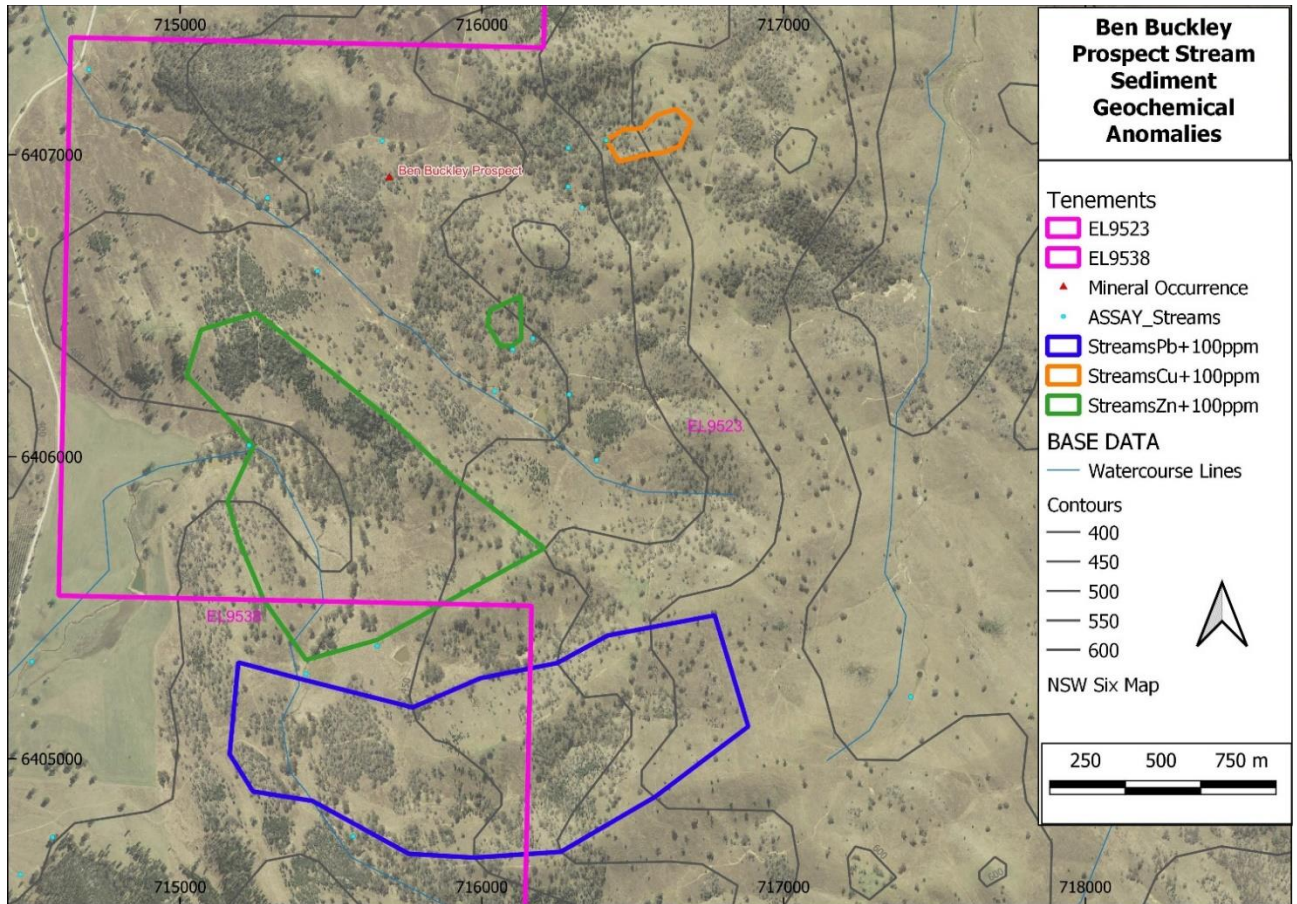 715000
716000
717000
6407000
Ben Buckley Prospect
6406000
EL9523
EL9538
6405000
715000
716000
717000
718000
600
500
Ben Buckley
Prospect Stream
Sediment
Geochemical
Anomalies
Tenements
EL9523
EL9538
Mineral Occurrence
ASSAY_Streams
StreamsPb+100ppm
StreamsCu+100ppm
StreamsZn+100ppm
BASE DATA
Watercourse Lines
Contours
400
450
500
550
600
NSW Six Map
250 500 750 m